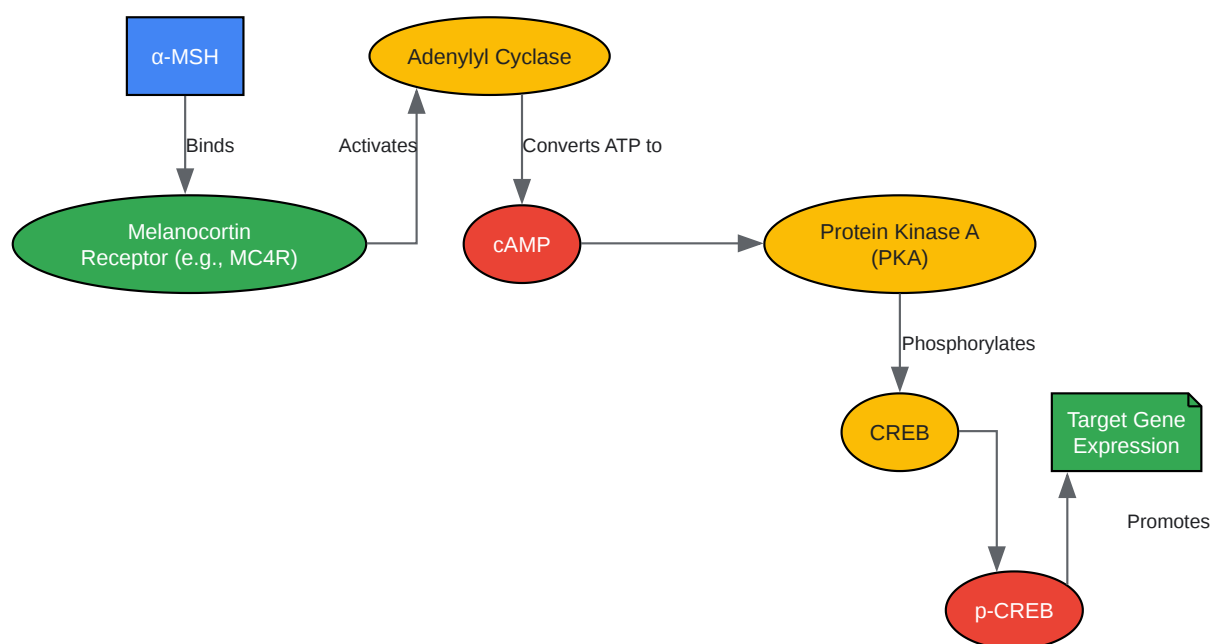 α-MSH
Adenylyl Cyclase
Binds
Activates
Converts ATP to
Melanocortin
Receptor (e.g., MC4R)
cAMP
Protein Kinase A
(PKA)
Phosphorylates
CREB
Target Gene
Expression
Promotes
p-CREB